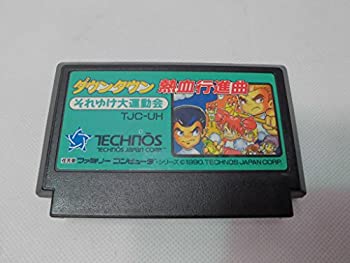 ダウンタウン 熱血行進曲
それゆけ大運動会
TJC-UH
TECHNŌS
TECHNOS JAPAN CORP.
ファミリー コンピュータ シリーズ ©1990. TECHNOS JAPAN CORP.